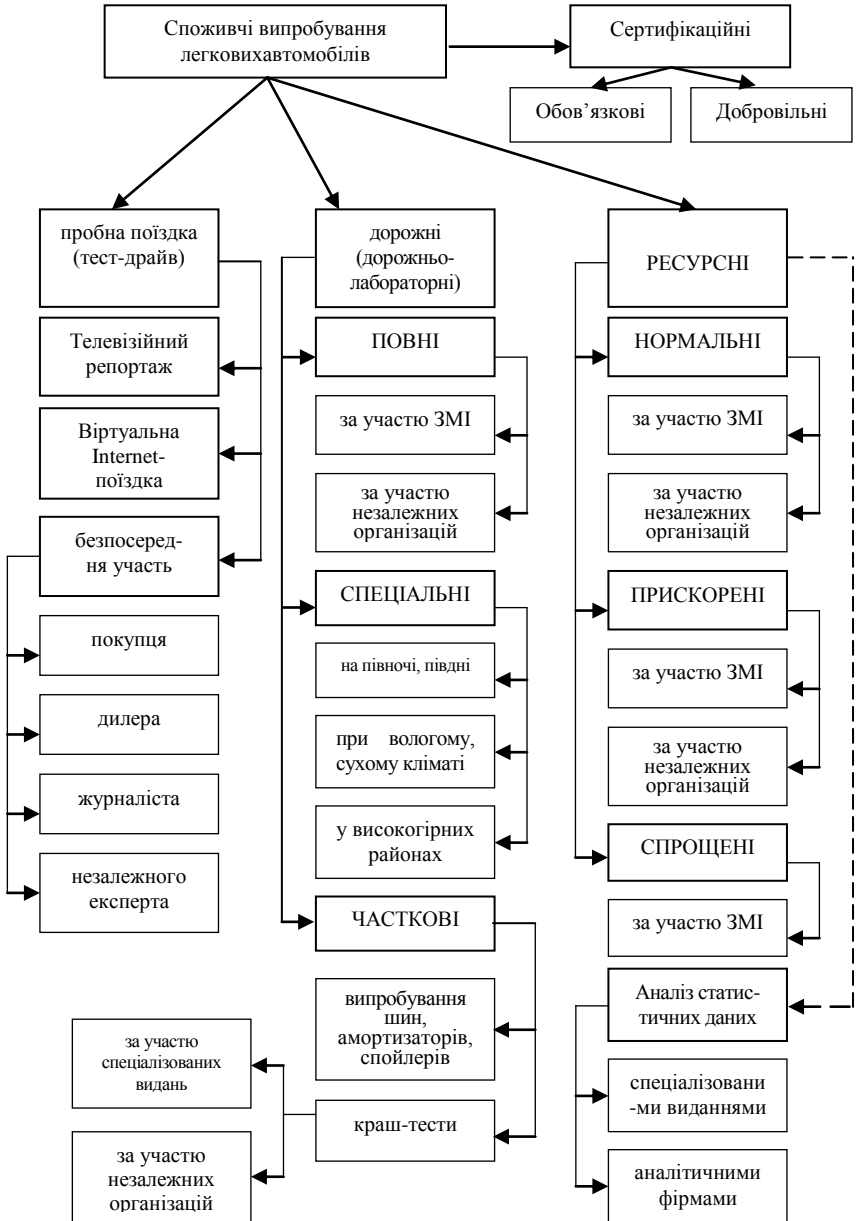 Споживчі випробування
легковихавтомобілів
Сертифікаційні
Обов’язкові
Добровільні
пробна поїздка
(тест-драйв)
Телевізійний
репортаж
Віртуальна
Internet-
поїздка
безпосеред-
ня участь
покупця
дилера
журналіста
незалежного
експерта
дорожні
(дорожньо-
лабораторні)
ПОВНІ
за участю ЗМІ
за участю
незалежних
організацій
СПЕЦІАЛЬНІ
на півночі, півдні
при вологому,
сухому кліматі
у високогірних
районах
ЧАСТКОВІ
випробування
шин,
амортизаторів,
спойлерів
краш-тести
за участю
спеціалізованих
видань
за участю
незалежних
організацій
РЕСУРСНІ
НОРМАЛЬНІ
за участю ЗМІ
за участю
незалежних
організацій
ПРИСКОРЕНІ
за участю ЗМІ
за участю
незалежних
організацій
СПРОЩЕНІ
за участю ЗМІ
Аналіз статис-
тичних даних
спеціалізовани
-ми виданнями
аналітичними
фірмами